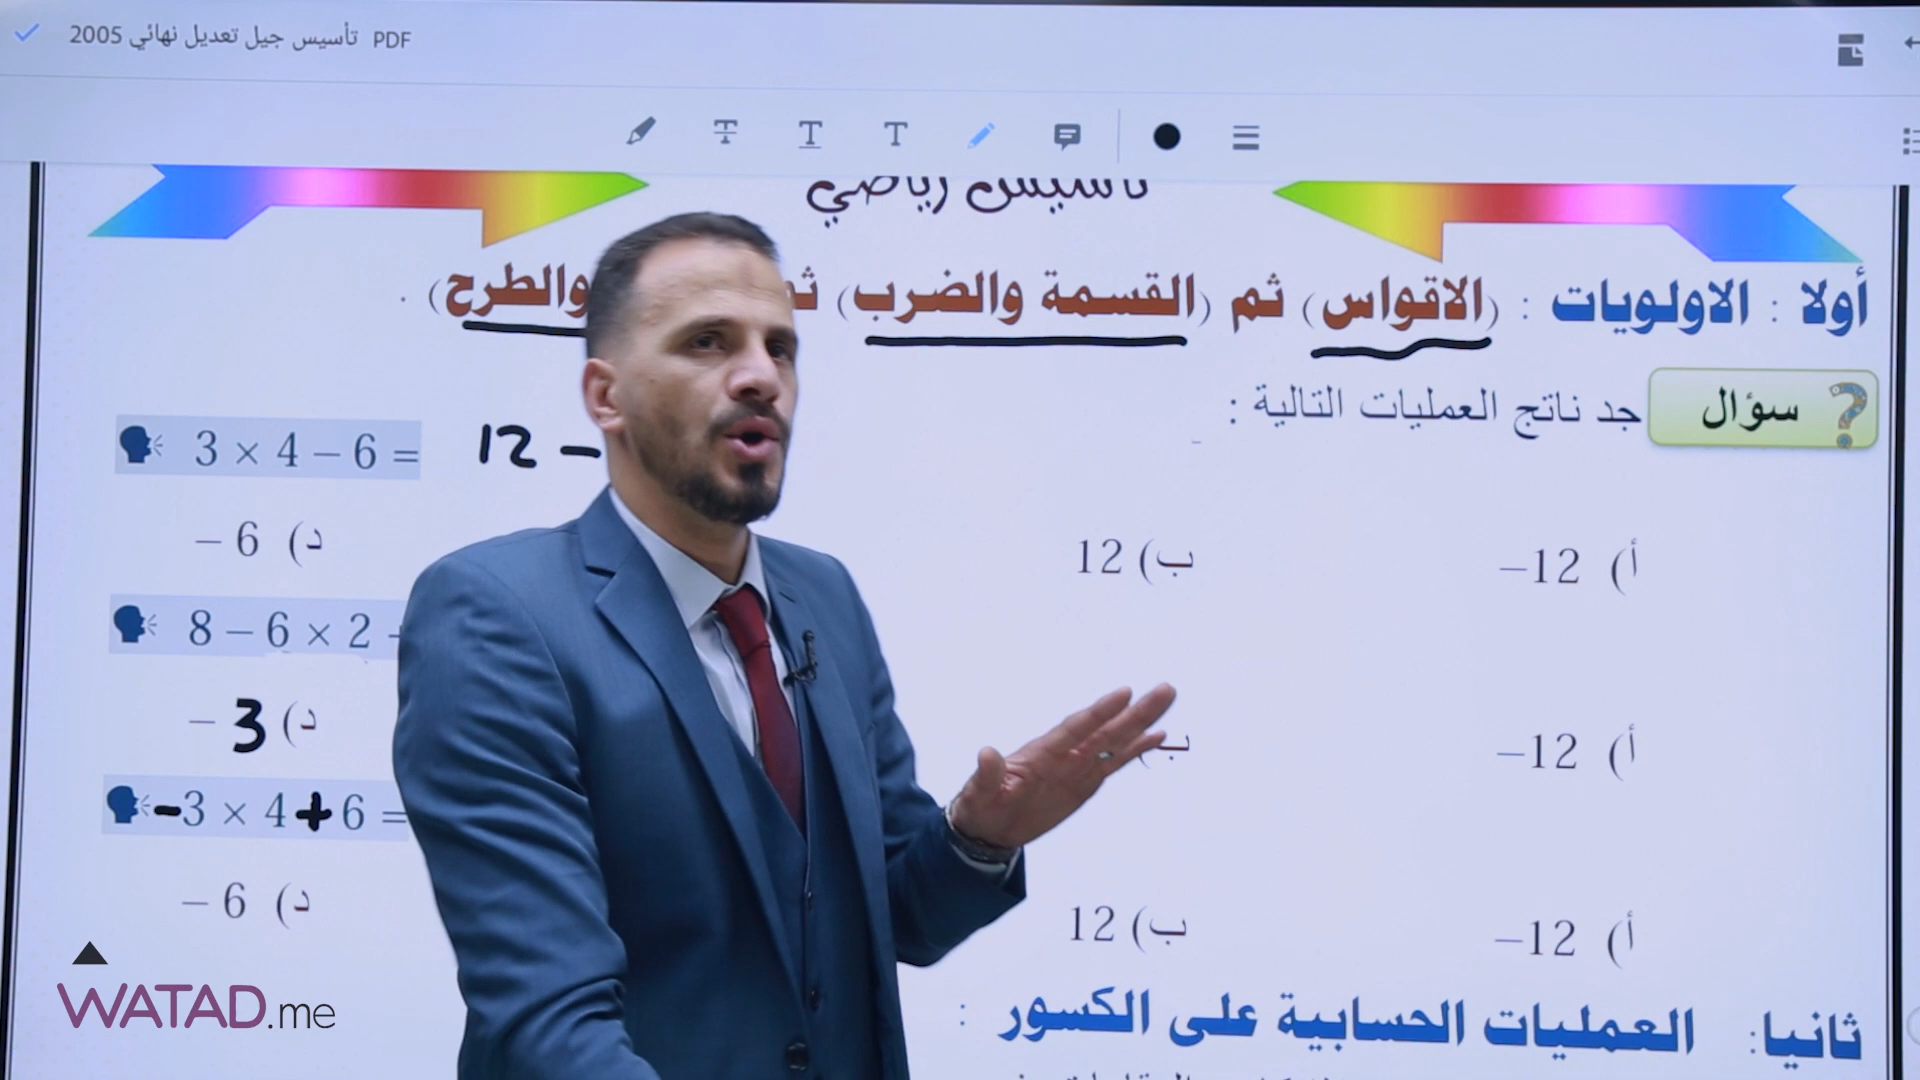 تأسيس جيل تعديل نهائي 2005 PDF
تاسيس رياضي
أولا : الاولويات : (الاقواس) ثم (القسمة والضرب) ثم والطرح) .
سؤال جد ناتج العمليات التالية :
3 × 4 – 6 = 12 –
أ) –12 ب) 12 د) – 6
8 – 6 × 2
أ) –12 ب) د) – 3
-3 × 4 + 6 =
أ) –12 ب) 12 د) – 6
ثانيا: العمليات الحسابية على الكسور :
WATAD.me